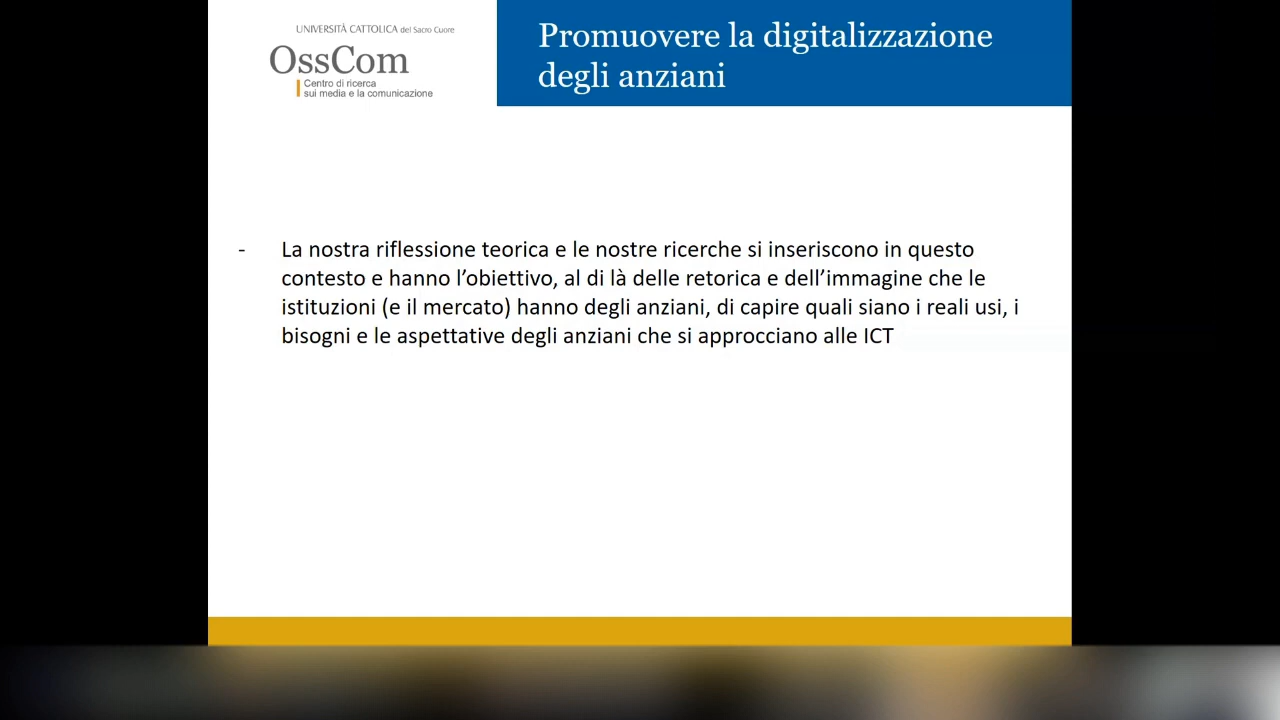 UNIVERSITÀ CATTOLICA del Sacro Cuore
OssCom
Centro di ricerca
sui media e la comunicazione
Promuovere la digitalizzazione
degli anziani
- La nostra riflessione teorica e le nostre ricerche si inseriscono in questo
contesto e hanno l’obiettivo, al di là delle retorica e dell’immagine che le
istituzioni (e il mercato) hanno degli anziani, di capire quali siano i reali usi, i
bisogni e le aspettative degli anziani che si approcciano alle ICT